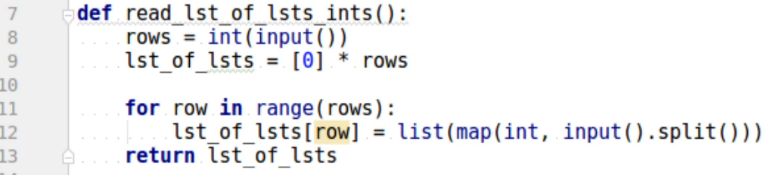 7 def read_lst_of_lsts_ints():
8     rows = int(input())
9     lst_of_lsts = [0] * rows
10
11     for row in range(rows):
12         lst_of_lsts[row] = list(map(int, input().split()))
13     return lst_of_lsts